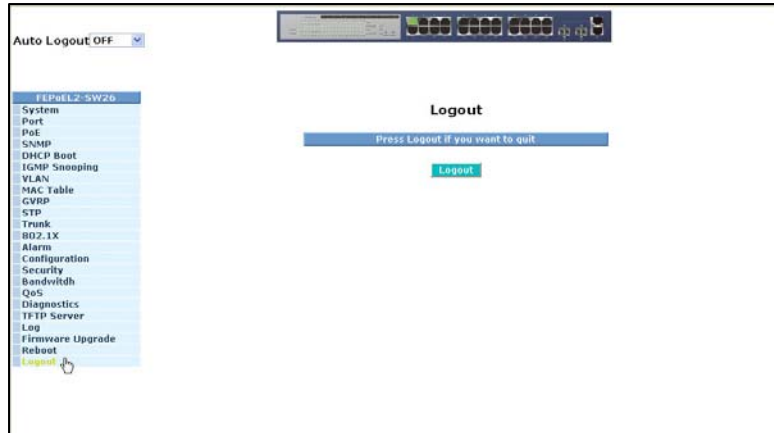 Auto Logout OFF
FEPoEL2-SW26
System
Port
PoE
SNMP
DHCP Boot
IGMP Snooping
VLAN
MAC Table
GVRP
STP
Trunk
802.1X
Alarm
Configuration
Security
Bandwitdh
QoS
Diagnostics
TFTP Server
Log
Firmware Upgrade
Reboot
Logout
Logout
Press Logout if you want to quit
Logout